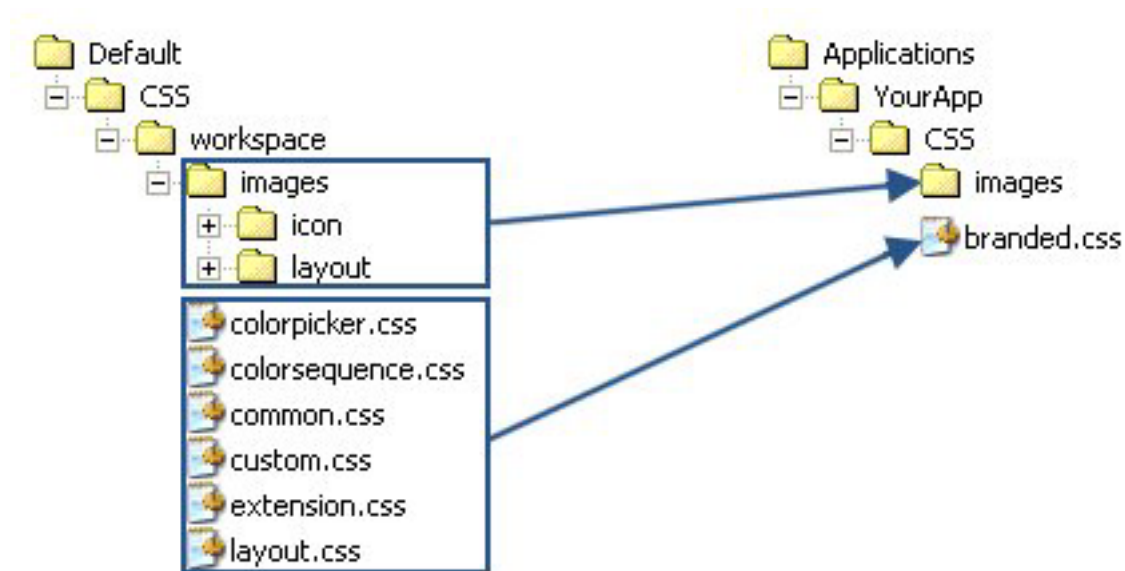 Default
CSS
workspace
images
icon
layout
colorpicker.css
colorsequence.css
common.css
custom.css
extension.css
layout.css
Applications
YourApp
CSS
images
branded.css